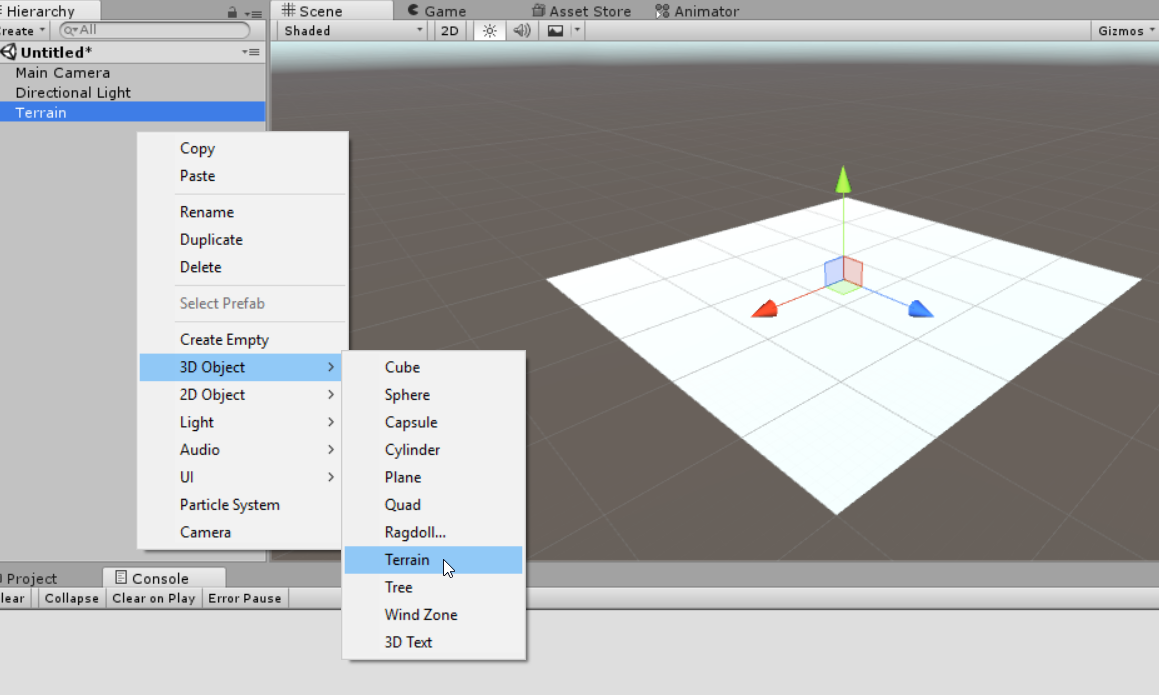 Hierarchy
Scene
Game
Asset Store
Animator
reate
All
Shaded
2D
Gizmos
Untitled*
Main Camera
Directional Light
Terrain
Copy
Paste
Rename
Duplicate
Delete
Select Prefab
Create Empty
3D Object
2D Object
Light
Audio
UI
Particle System
Camera
Cube
Sphere
Capsule
Cylinder
Plane
Quad
Ragdoll...
Terrain
Tree
Wind Zone
3D Text
Project
Console
lear
Collapse
Clear on Play
Error Pause